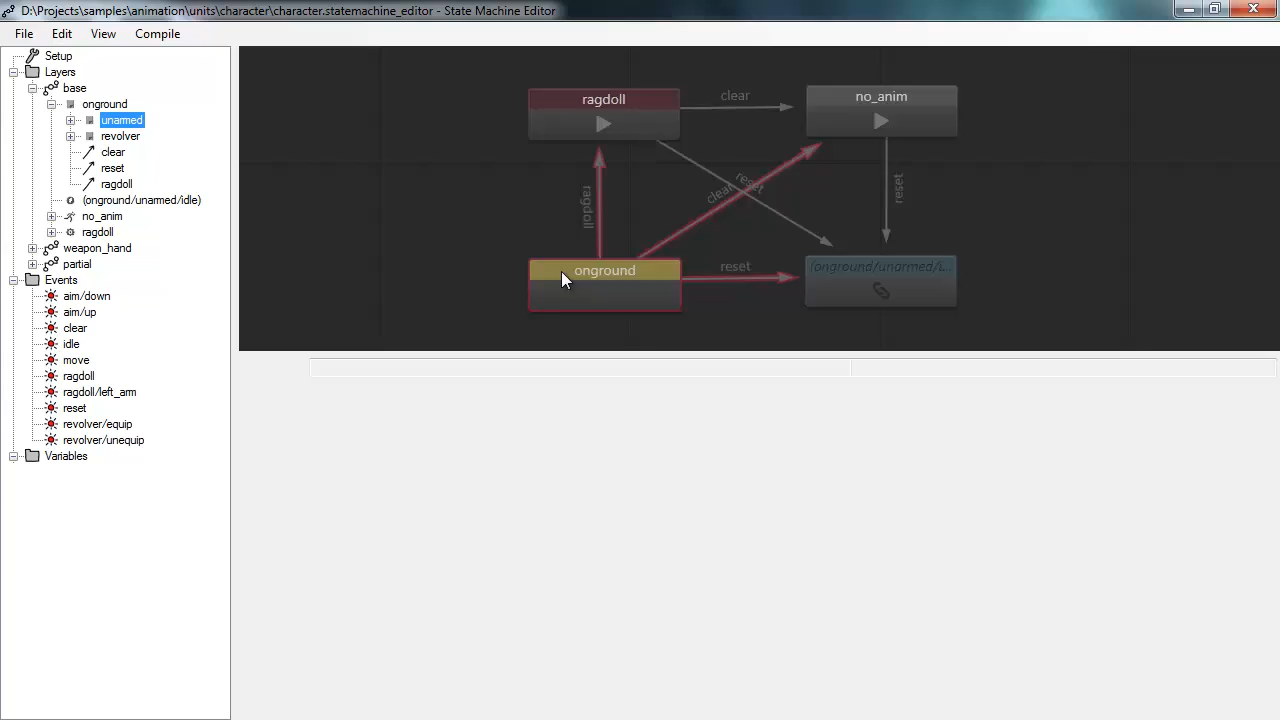 D:\Projects\samples\animation\units\character\character.statemachine_editor - State Machine Editor
File Edit View Compile
Setup
Layers
base
onground
unarmed
revolver
clear
reset
ragdoll
(onground/unarmed/idle)
no_anim
ragdoll
weapon_hand
partial
Events
aim/down
aim/up
clear
idle
move
ragdoll
ragdoll/left_arm
reset
revolver/equip
revolver/unequip
Variables
ragdoll
clear
no_anim
ragdoll
clear
reset
reset
onground
reset
(onground/unarmed/i...